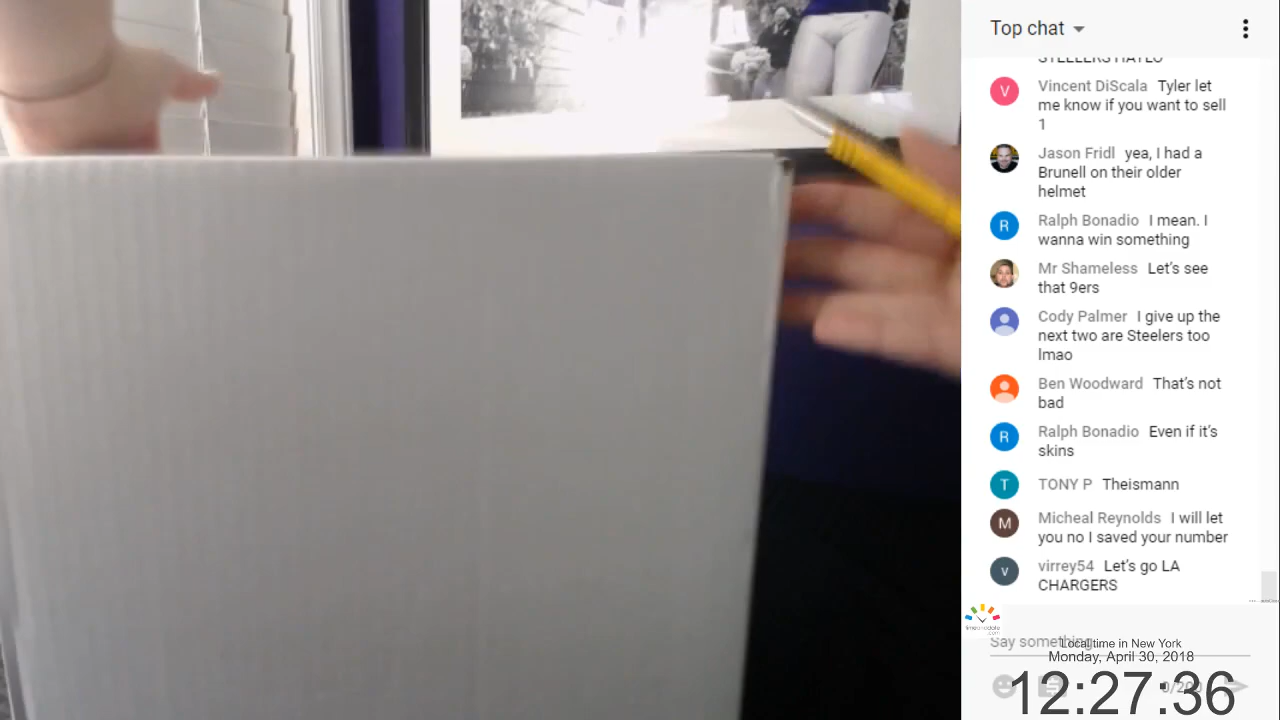 Top chat
STELLERS HAYLO
Vincent DiScala Tyler let
me know if you want to sell
1
Jason Fridl yea, I had a
Brunell on their older
helmet
Ralph Bonadio I mean. I
wanna win something
Mr Shameless Let's see
that 9ers
Cody Palmer I give up the
next two are Steelers too
lmao
Ben Woodward That's not
bad
Ralph Bonadio Even if it's
skins
TONY P Theismann
Micheal Reynolds I will let
you no I saved your number
virrey54 Let's go LA
CHARGERS
Say something...
Local time in New York
Monday, April 30, 2018
12:27:36